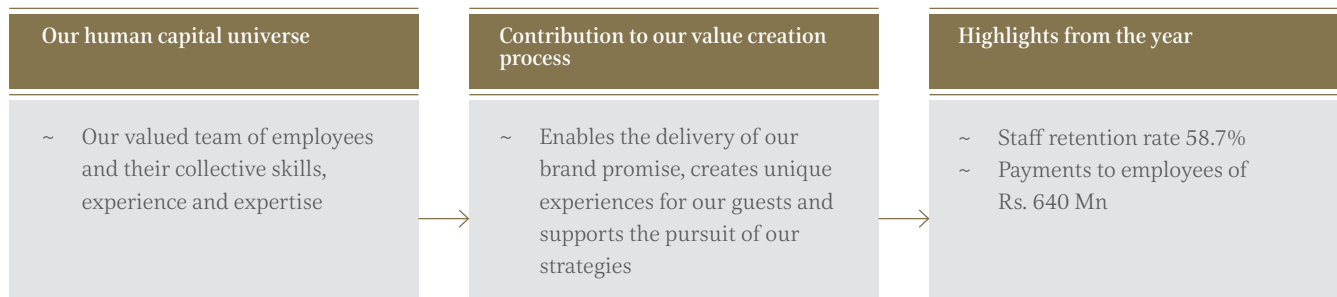 Our human capital universe
~ Our valued team of employees
and their collective skills,
experience and expertise
Contribution to our value creation
process
~ Enables the delivery of our
brand promise, creates unique
experiences for our guests and
supports the pursuit of our
strategies
Highlights from the year
~ Staff retention rate 58.7%
~ Payments to employees of
Rs. 640 Mn